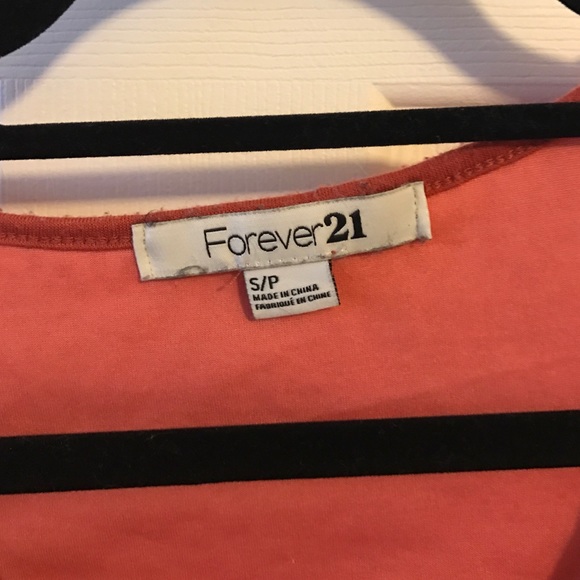 Forever21
S/P
MADE IN CHINA
FABRIQUÉ EN CHINE